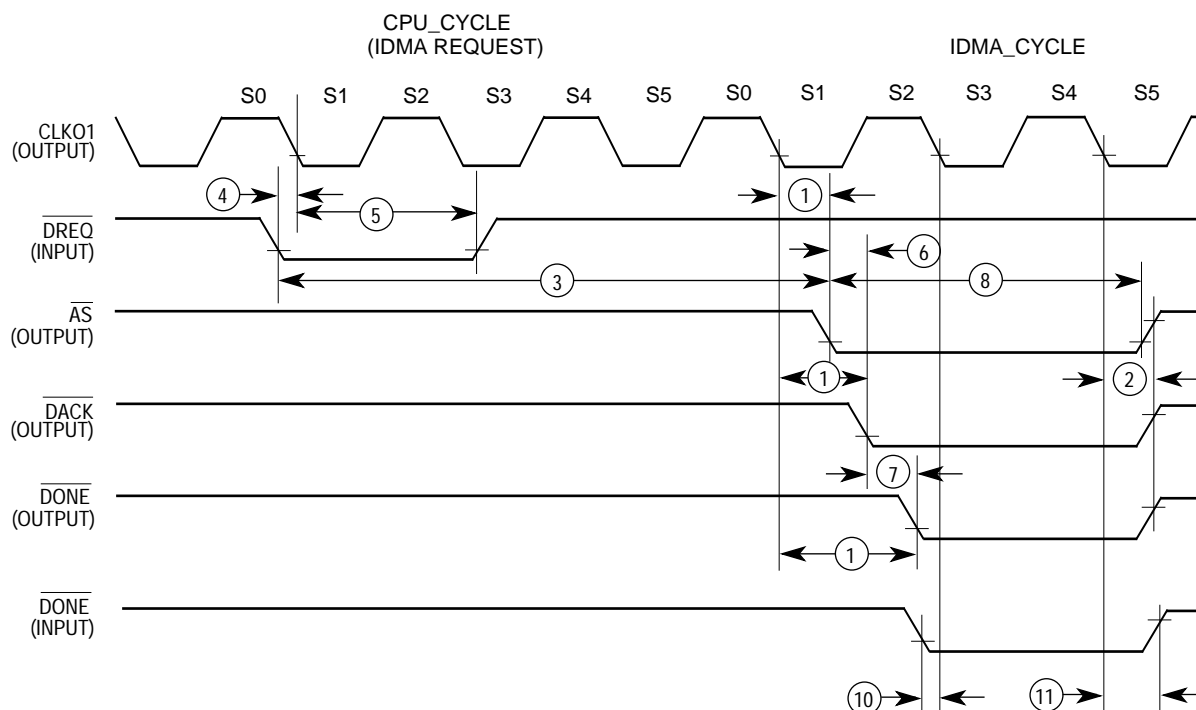 CPU_CYCLE
(IDMA REQUEST)
IDMA_CYCLE
S0 S1 S2 S3 S4 S5 S0 S1 S2 S3 S4 S5
CLKO1
(OUTPUT)
4
5
1
DREQ
(INPUT)
6
3
8
AS
(OUTPUT)
1
2
DACK
(OUTPUT)
7
DONE
(OUTPUT)
1
DONE
(INPUT)
10
11